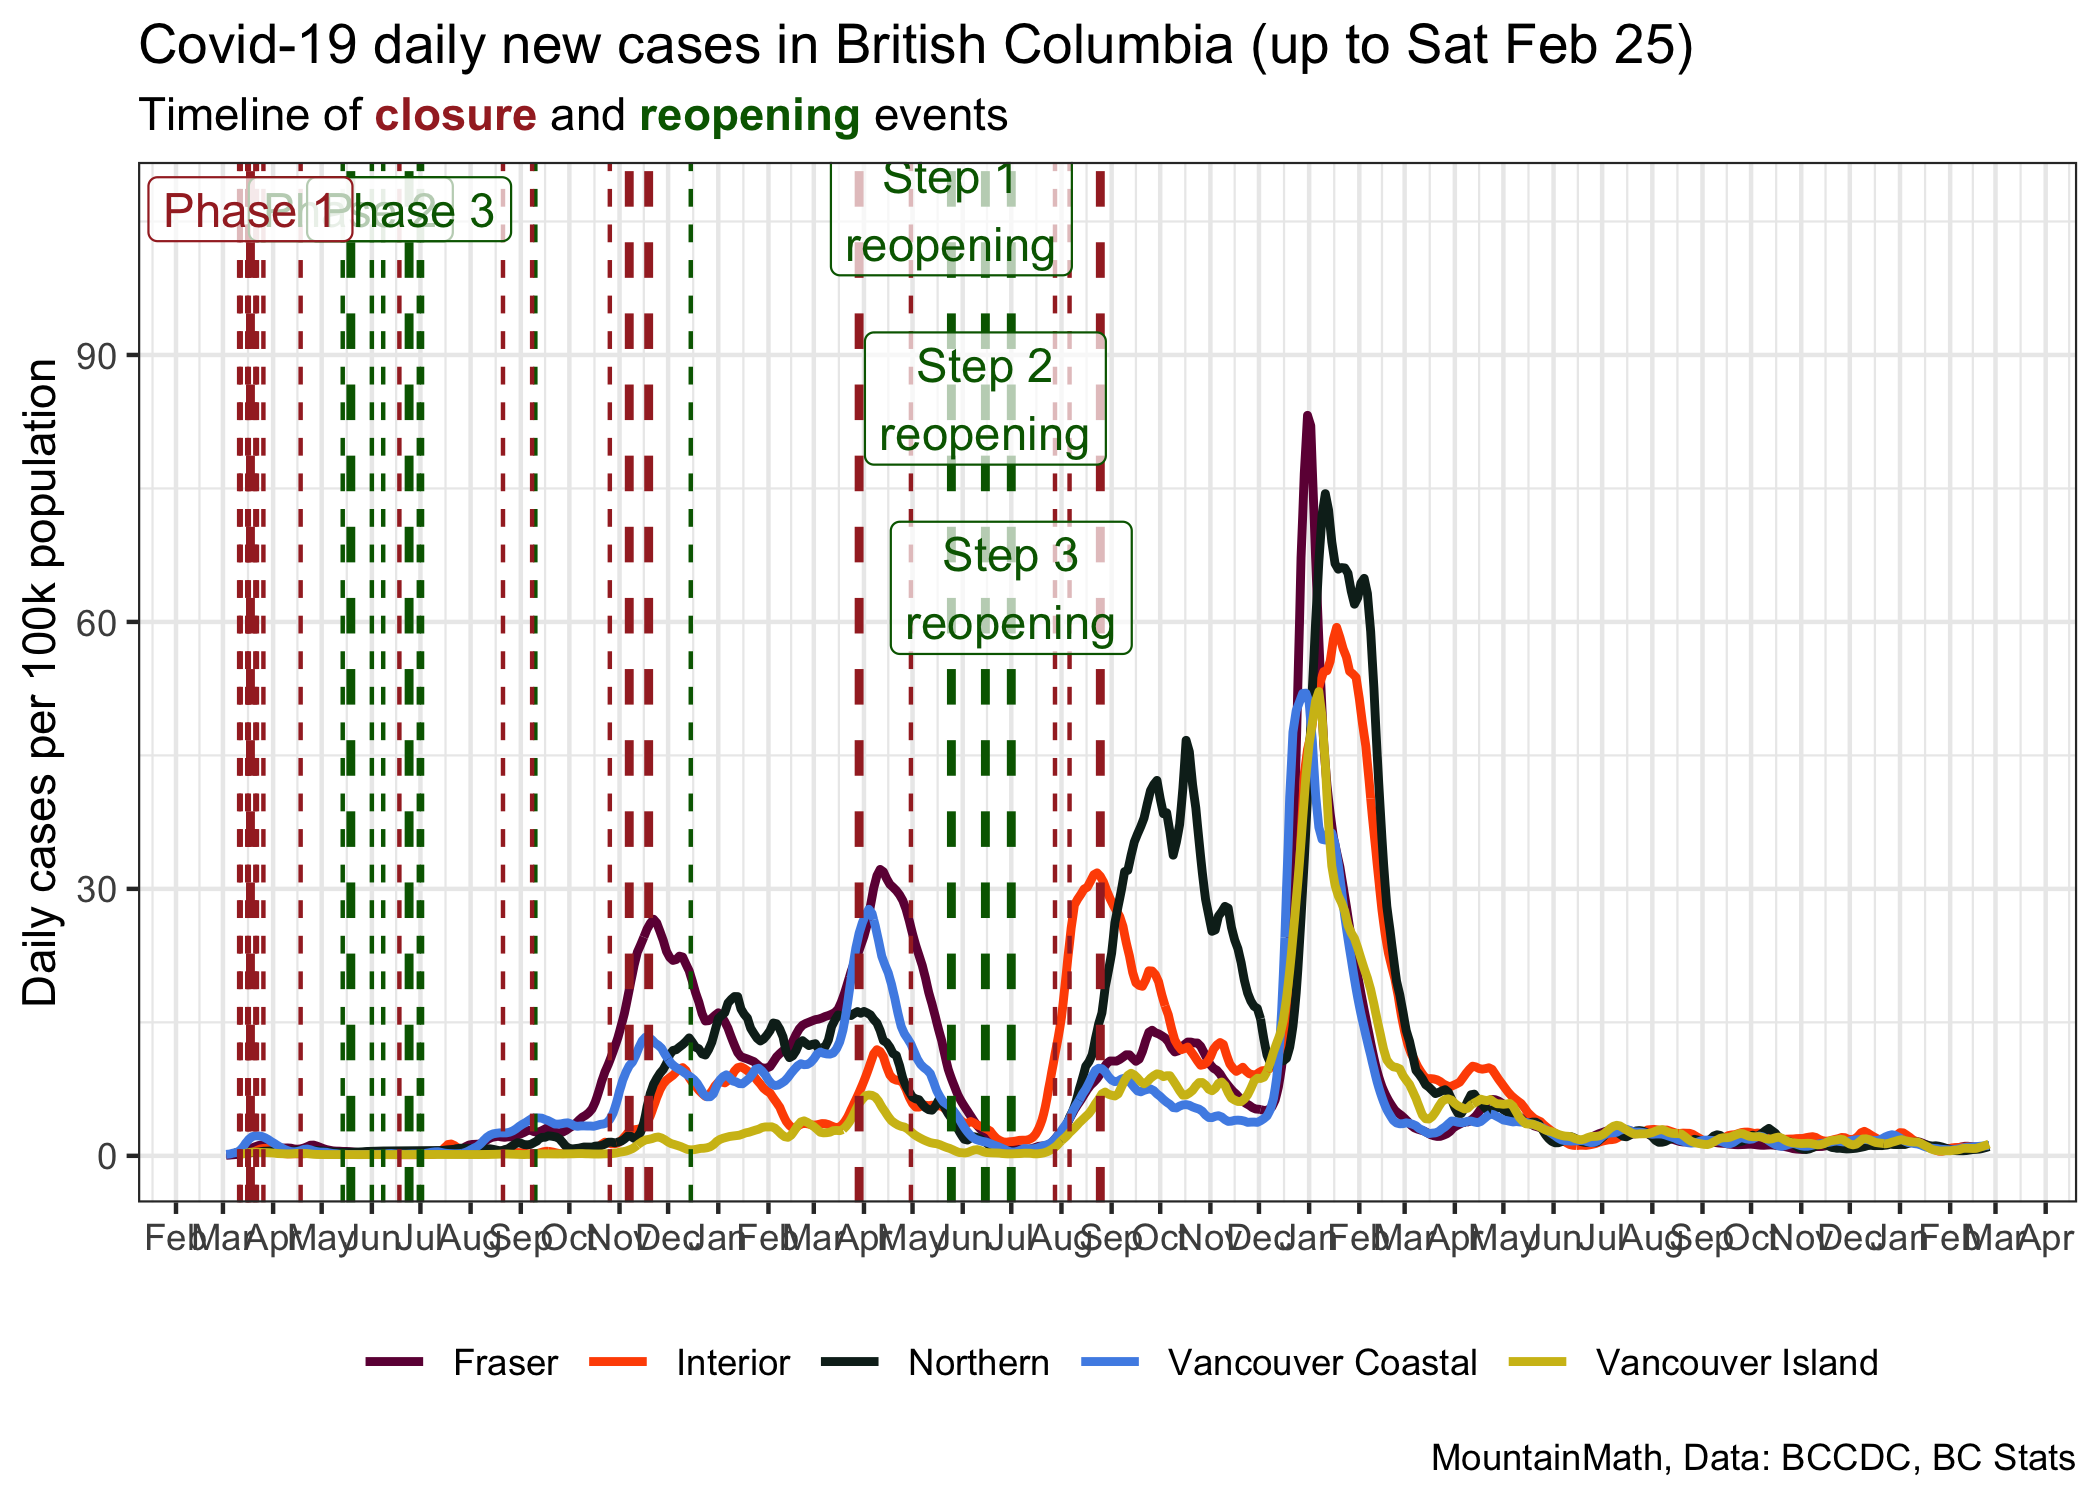 Covid-19 daily new cases in British Columbia (up to Sat Feb 25)
Timeline of closure and reopening events
Phase 1
Phase 2
Phase 3
Step 1
reopening
Step 2
reopening
Step 3
reopening
Daily cases per 100k population
90
60
30
0
Feb Mar Apr May Jun Jul Aug Sep Oct Nov Dec Jan Feb Mar Apr May Jun Jul Aug Sep Oct Nov Dec Jan Feb Mar Apr May Jun Jul Aug Sep Oct Nov Dec Jan Feb Mar Apr
Fraser Interior Northern Vancouver Coastal Vancouver Island
MountainMath, Data: BCCDC, BC Stats